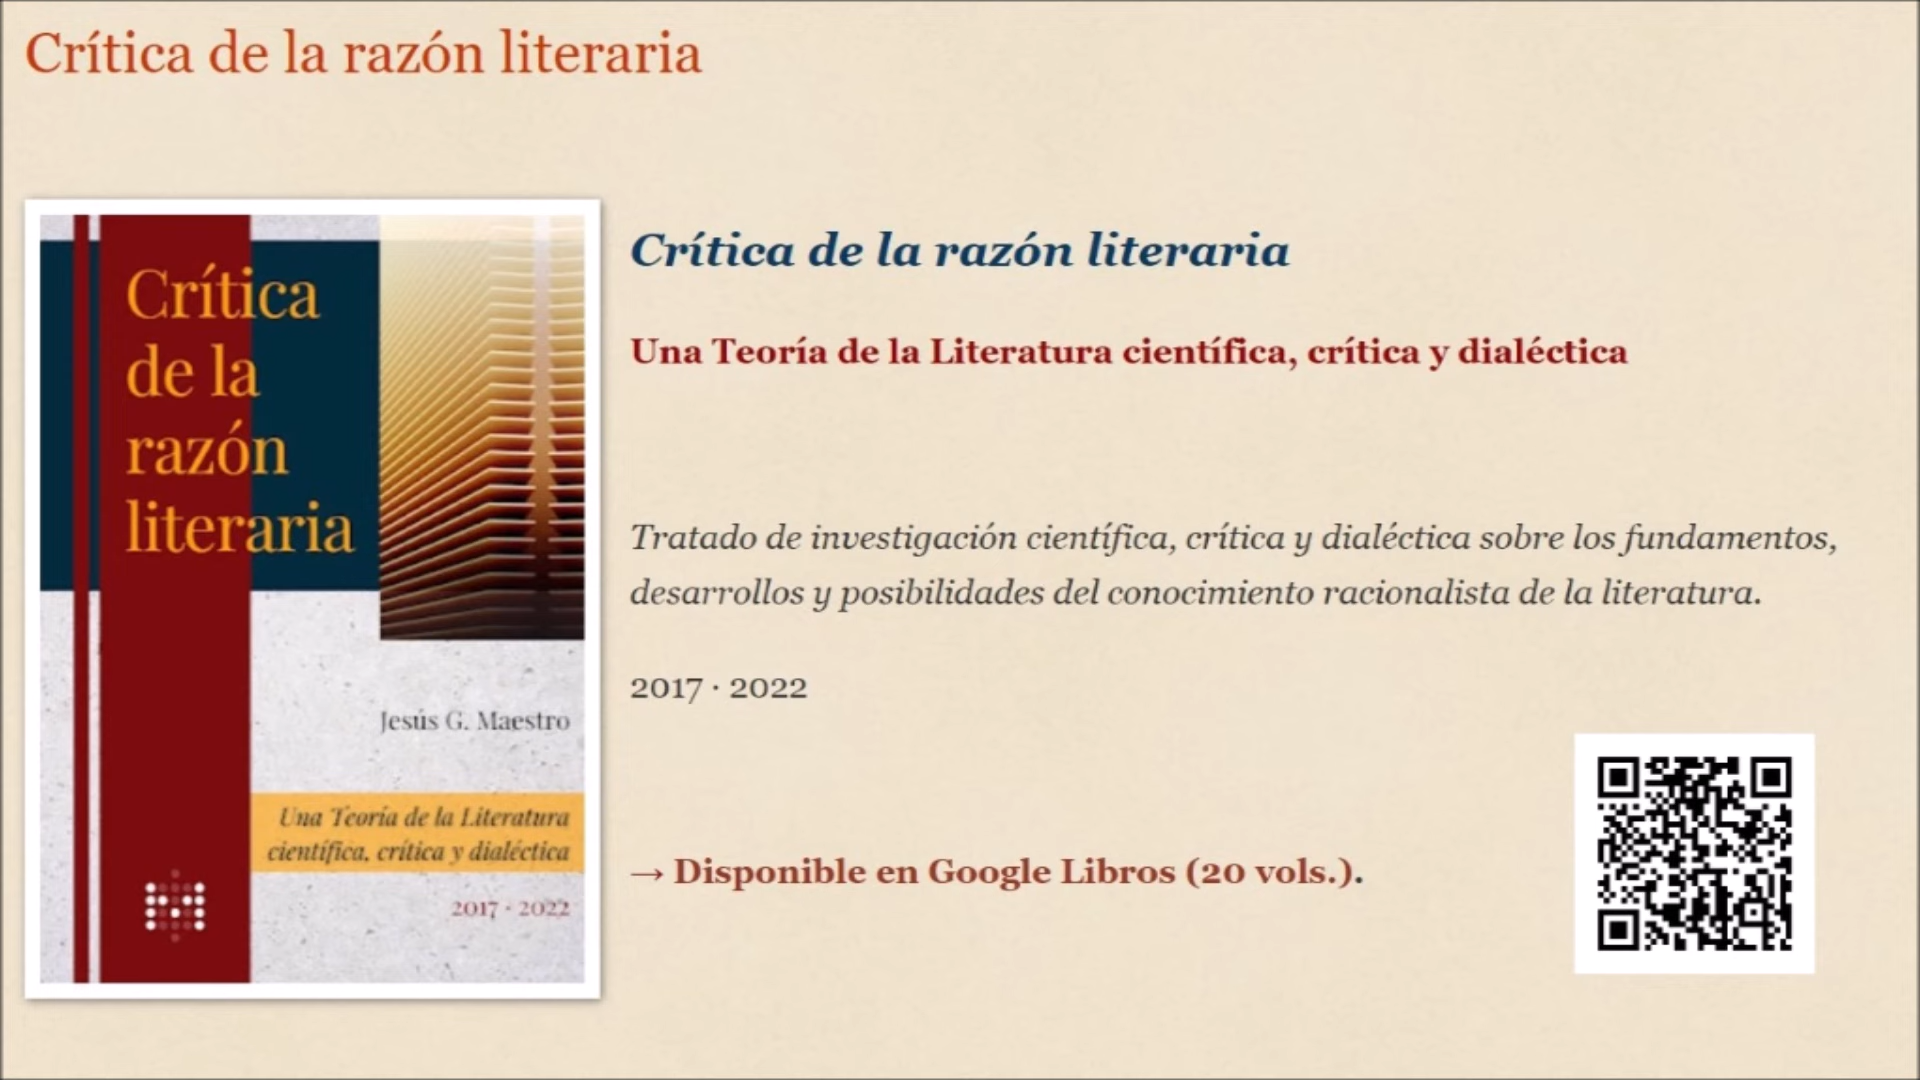 Crítica de la razón literaria
Crítica
de la
razón
literaria
Jesús G. Maestro
Una Teoría de la Literatura
científica, crítica y dialéctica
2017 · 2022
Crítica de la razón literaria
Una Teoría de la Literatura científica, crítica y dialéctica
Tratado de investigación científica, crítica y dialéctica sobre los fundamentos,
desarrollos y posibilidades del conocimiento racionalista de la literatura.
2017 · 2022
→ Disponible en Google Libros (20 vols.).